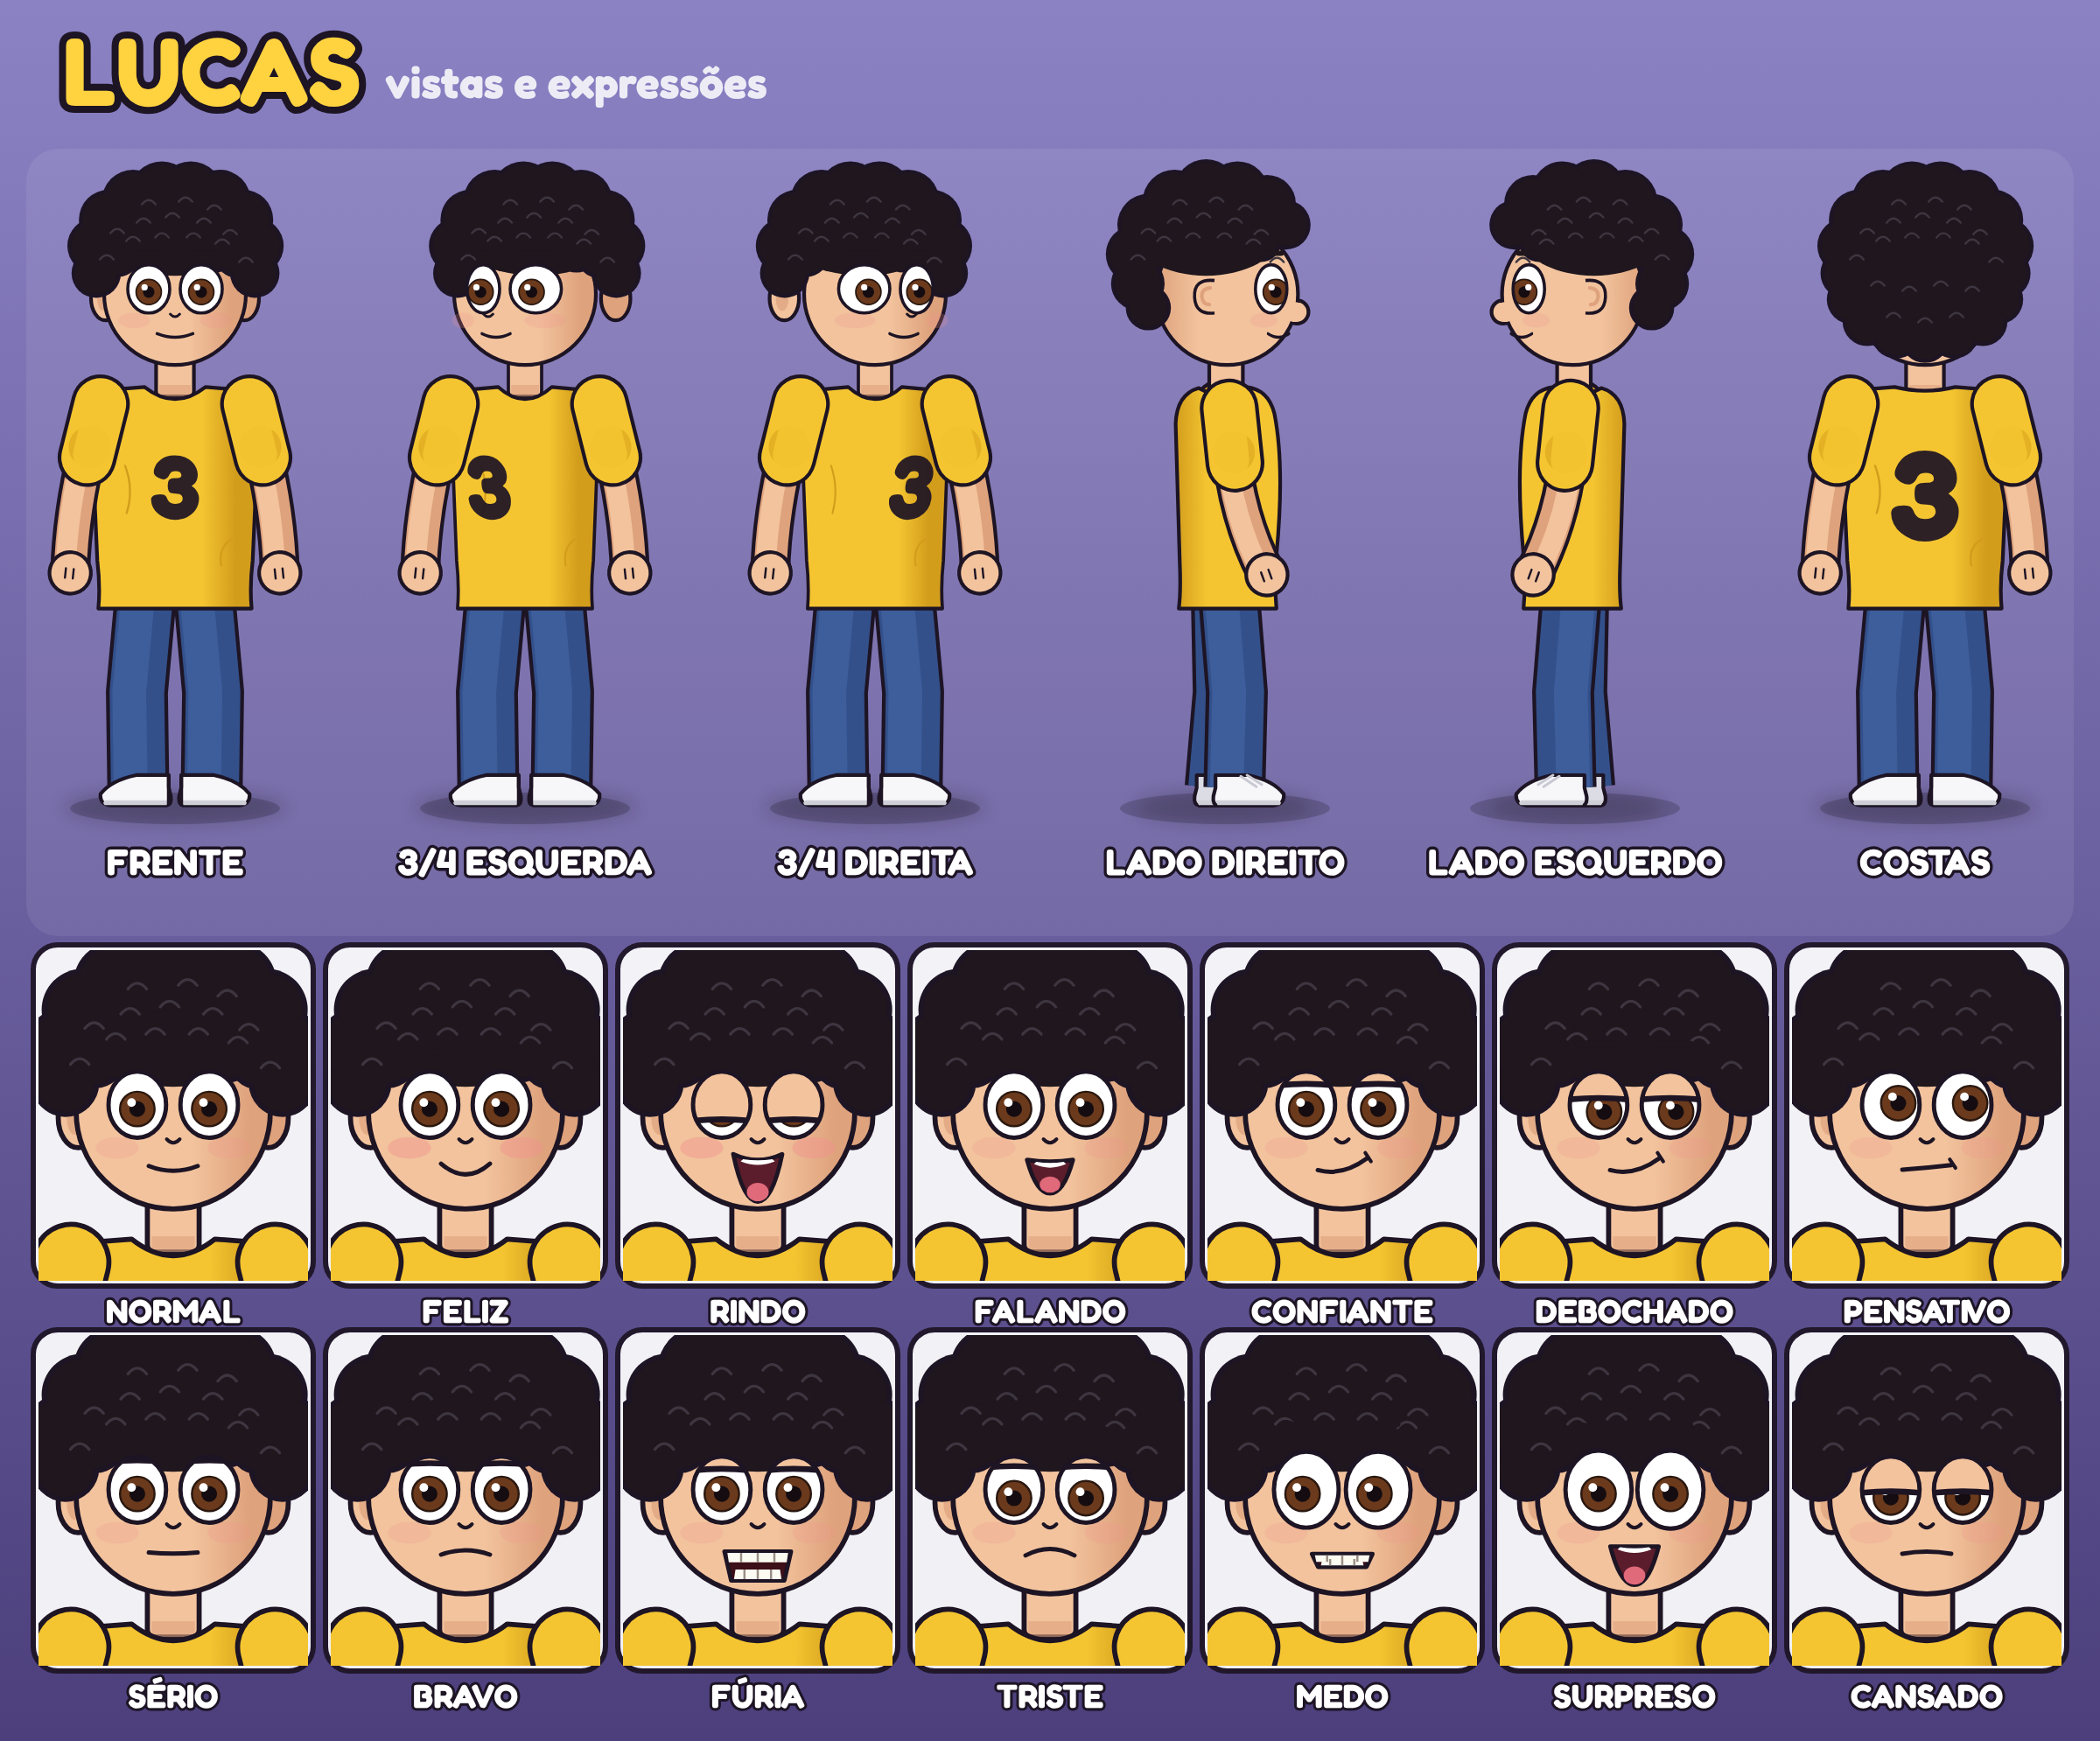 LUCAS vistas e expressões
3 3 3 3
FRENTE 3/4 ESQUERDA 3/4 DIREITA LADO DIREITO LADO ESQUERDO COSTAS
NORMAL FELIZ RINDO FALANDO CONFIANTE DEBOCHADO PENSATIVO
SÉRIO BRAVO FÚRIA TRISTE MEDO SURPRESO CANSADO